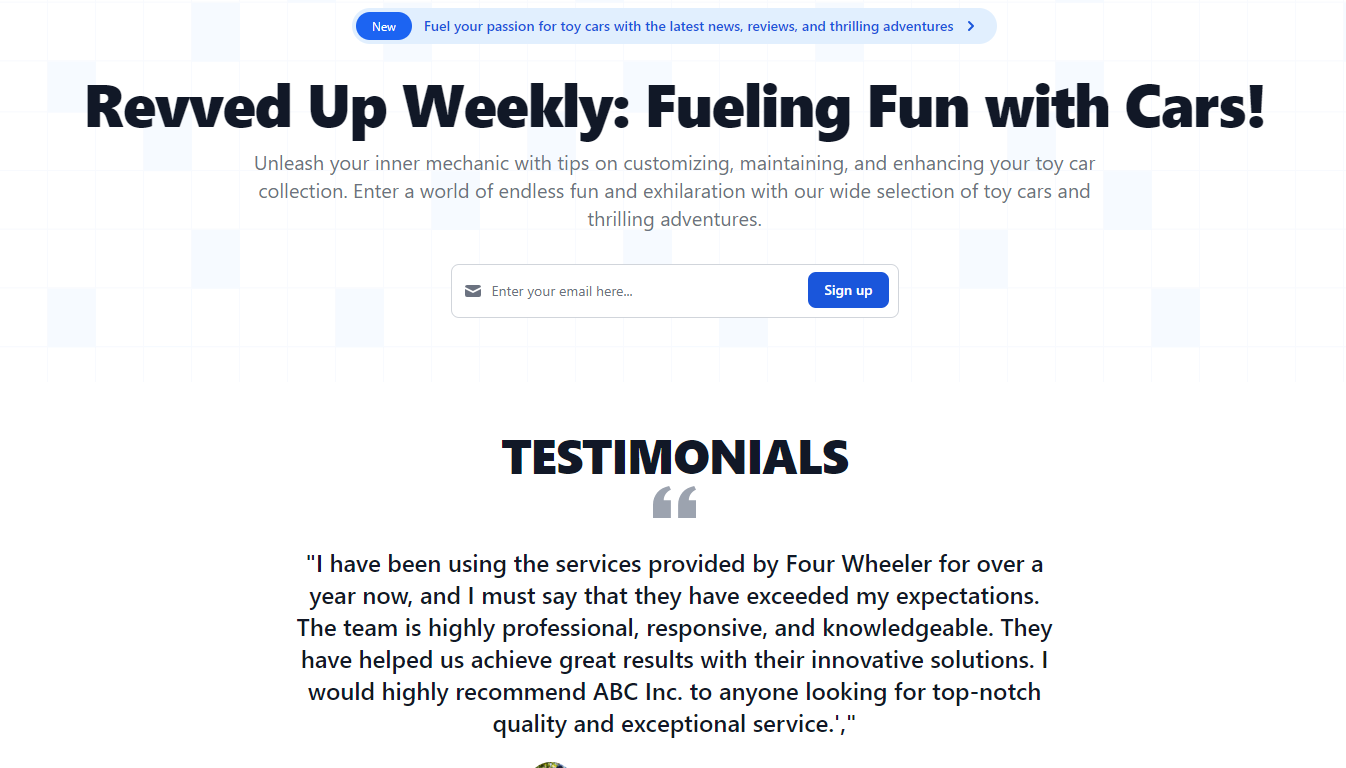 New Fuel your passion for toy cars with the latest news, reviews, and thrilling adventures
Revved Up Weekly: Fueling Fun with Cars!
Unleash your inner mechanic with tips on customizing, maintaining, and enhancing your toy car
collection. Enter a world of endless fun and exhilaration with our wide selection of toy cars and
thrilling adventures.
Enter your email here...
Sign up
TESTIMONIALS
"I have been using the services provided by Four Wheeler for over a
year now, and I must say that they have exceeded my expectations.
The team is highly professional, responsive, and knowledgeable. They
have helped us achieve great results with their innovative solutions. I
would highly recommend ABC Inc. to anyone looking for top-notch
quality and exceptional service.',"